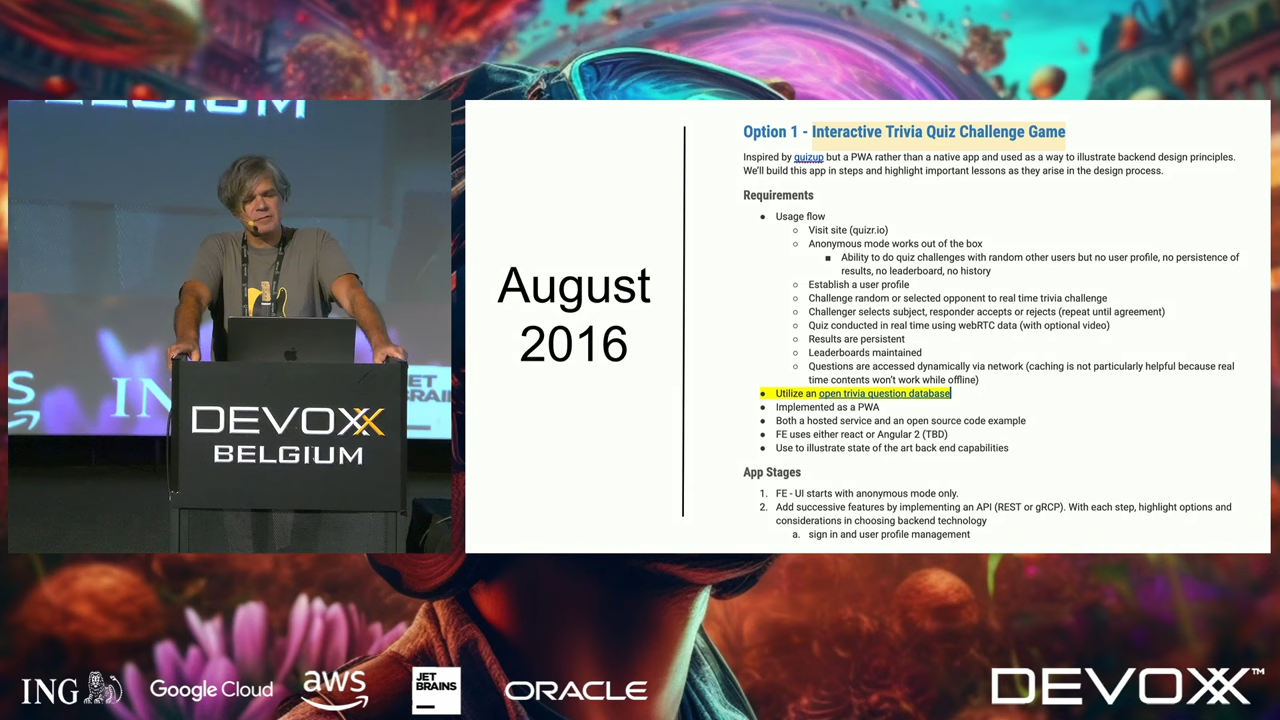 ELGIUM
S
IN
JET
BRAINS
DEVOXX
BELGIUM
August
2016
Option 1 - Interactive Trivia Quiz Challenge Game
Inspired by quizup but a PWA rather than a native app and used as a way to illustrate backend design principles.
We'll build this app in steps and highlight important lessons as they arise in the design process.
Requirements
● Usage flow
○ Visit site (quizr.io)
○ Anonymous mode works out of the box
■ Ability to do quiz challenges with random other users but no user profile, no persistence of
results, no leaderboard, no history
○ Establish a user profile
○ Challenge random or selected opponent to real time trivia challenge
○ Challenger selects subject, responder accepts or rejects (repeat until agreement)
○ Quiz conducted in real time using webRTC data (with optional video)
○ Results are persistent
○ Leaderboards maintained
○ Questions are accessed dynamically via network (caching is not particularly helpful because real
time contents won't work while offline)
● Utilize an open trivia question database
● Implemented as a PWA
● Both a hosted service and an open source code example
● FE uses either react or Angular 2 (TBD)
● Use to illustrate state of the art back end capabilities
App Stages
1. FE - UI starts with anonymous mode only.
2. Add successive features by implementing an API (REST or gRCP). With each step, highlight options and
considerations in choosing backend technology
a. sign in and user profile management
ING
Google Cloud
aws
JET
BRAINS
ORACLE
DEVOXX™